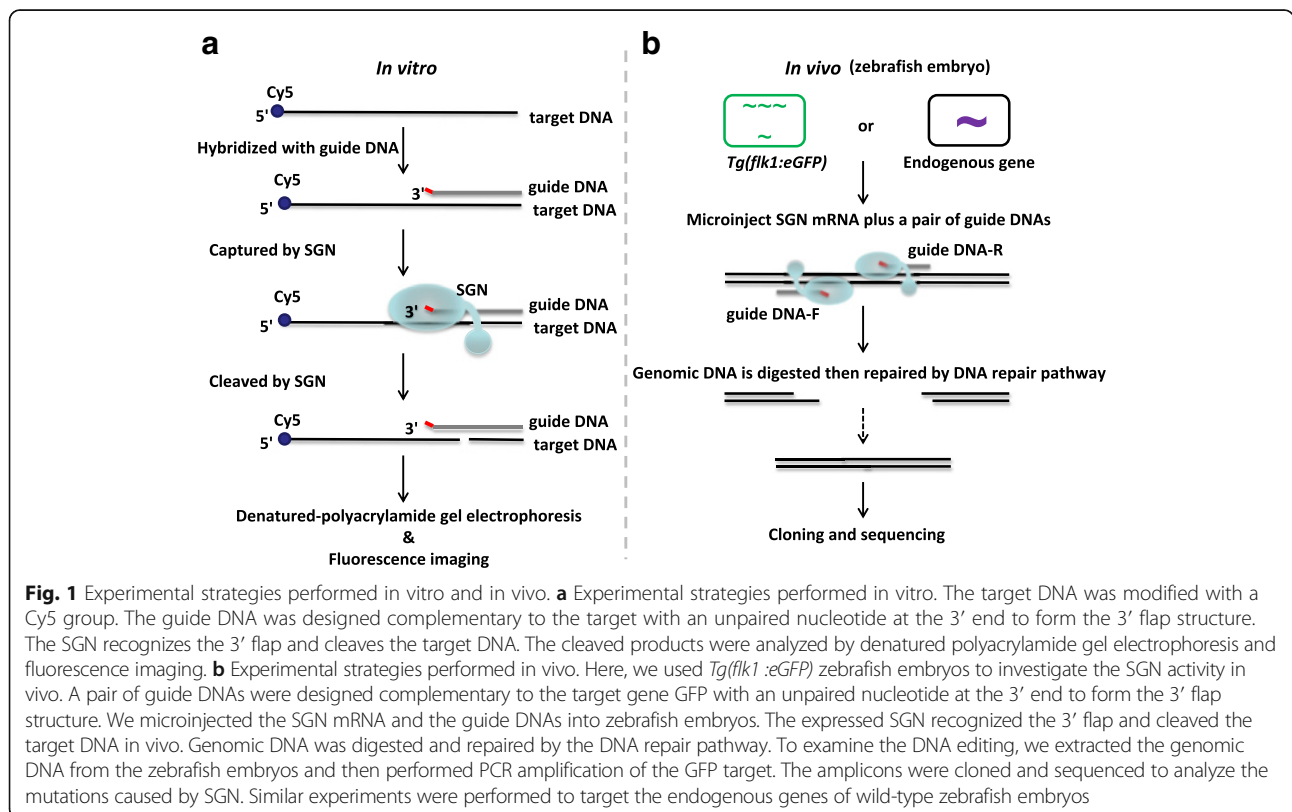 a
In vitro
Cy5
5'
target DNA
Hybridized with guide DNA
Cy5
3'
guide DNA
5'
target DNA
Captured by SGN
Cy5
SGN
3'
guide DNA
5'
target DNA
Cleaved by SGN
Cy5
3'
guide DNA
5'
target DNA
Denatured-polyacrylamide gel electrophoresis
&
Fluorescence imaging
b
In vivo (zebrafish embryo)
~~~
~
or
~
Tg(flk1:eGFP)
Endogenous gene
Microinject SGN mRNA plus a pair of guide DNAs
guide DNA-R
guide DNA-F
Genomic DNA is digested then repaired by DNA repair pathway
Cloning and sequencing
Fig. 1 Experimental strategies performed in vitro and in vivo. a Experimental strategies performed in vitro. The target DNA was modified with a
Cy5 group. The guide DNA was designed complementary to the target with an unpaired nucleotide at the 3′ end to form the 3′ flap structure.
The SGN recognizes the 3′ flap and cleaves the target DNA. The cleaved products were analyzed by denatured polyacrylamide gel electrophoresis and
fluorescence imaging. b Experimental strategies performed in vivo. Here, we used Tg(flk1 :eGFP) zebrafish embryos to investigate the SGN activity in
vivo. A pair of guide DNAs were designed complementary to the target gene GFP with an unpaired nucleotide at the 3′ end to form the 3′ flap
structure. We microinjected the SGN mRNA and the guide DNAs into zebrafish embryos. The expressed SGN recognized the 3′ flap and cleaved the
target DNA in vivo. Genomic DNA was digested and repaired by the DNA repair pathway. To examine the DNA editing, we extracted the genomic
DNA from the zebrafish embryos and then performed PCR amplification of the GFP target. The amplicons were cloned and sequenced to analyze the
mutations caused by SGN. Similar experiments were performed to target the endogenous genes of wild-type zebrafish embryos